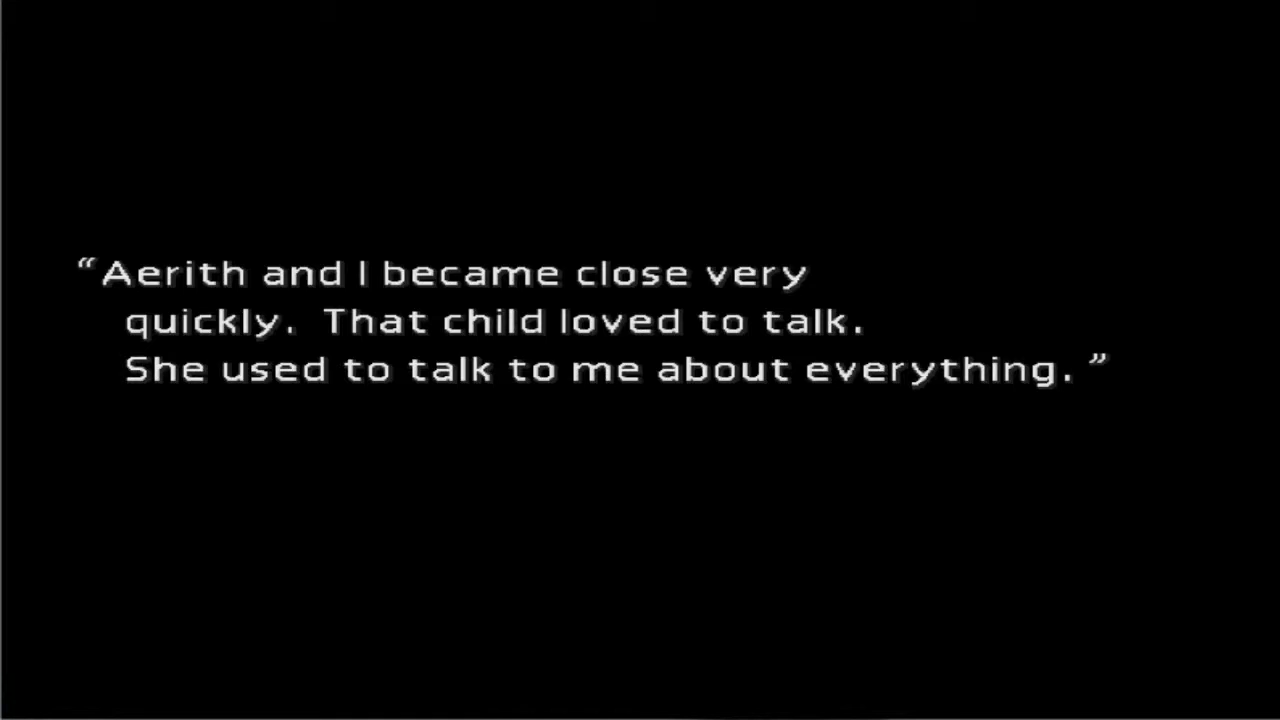 “Aerith and I became close very
quickly. That child loved to talk.
She used to talk to me about everything. ”